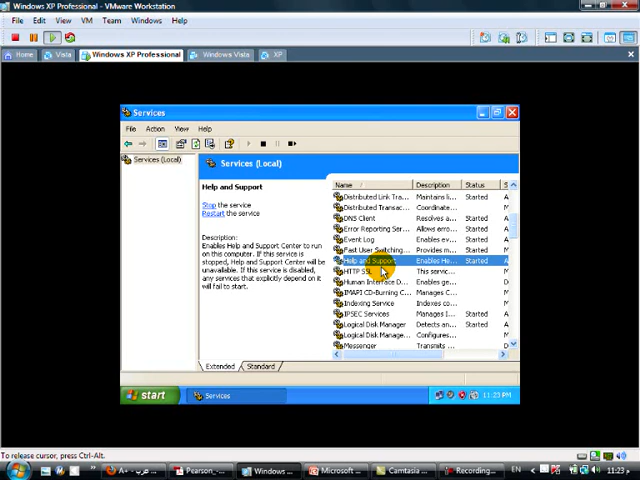 Windows XP Professional - VMware Workstation
File Edit View VM Team Windows Help
Home Vista Windows XP Professional Windows Vista XP
Services
File Action View Help
Services (Local)
Services (Local)
Help and Support
Stop the service
Restart the service
Description:
Enables Help and Support Center to run
on this computer. If this service is
stopped, Help and Support Center will
be unavailable. If this service is disabled,
any services that explicitly depend on it
will fail to start.
Name Description Status S
Distributed Link Tra... Maintains li... Started A
Distributed Transac... Coordinate... M
DNS Client Resolves a... Started A
Error Reporting Ser... Allows error... Started A
Event Log Enables ev... Started A
Fast User Switching... Provides m... Started M
Help and Support Enables He... Started A
HTTP SSL This servic... M
Human Interface D... Enables ge...
IMAPI CD-Burning C... Manages I... M
Indexing Service Indexes co... M
IPSEC Services Manages I... Started A
Logical Disk Manager Detects an... Started A
Logical Disk Manager... Configures... M
Messenger Transmits ...
Extended Standard
start Services 11:23 PM
To release cursor, press Ctrl-Alt.
A+ - عرب... Pearson_-... Windows ... Microsoft ... Camtasia ... Recording... EN 11:23 م